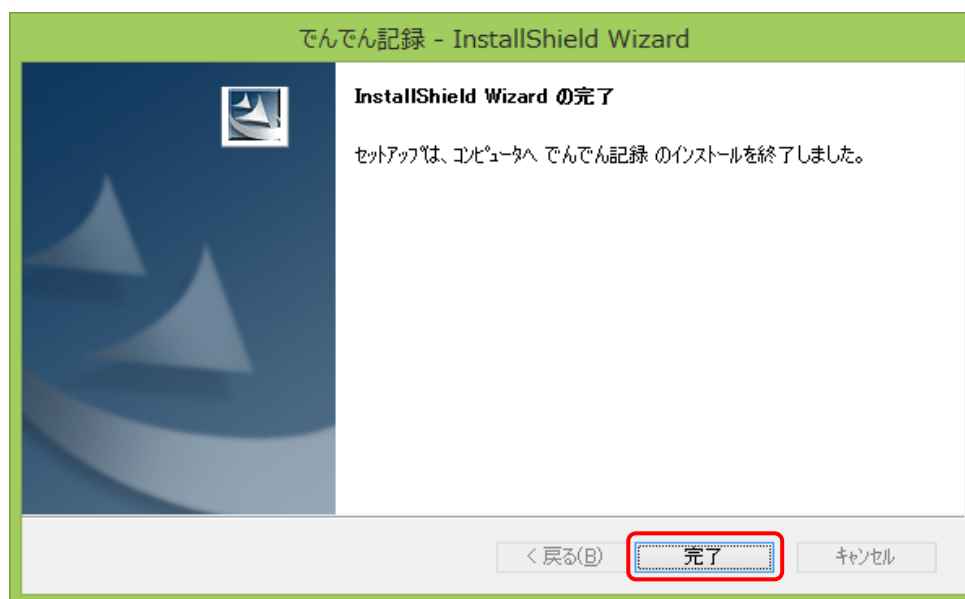 でんでん記録 - InstallShield Wizard
InstallShield Wizard の完了
ｾｯﾄｱｯﾌﾟは、ｺﾝﾋﾟｭｰﾀへ でんでん記録 のｲﾝｽﾄｰﾙを終了しました。
< 戻る(B)
完了
ｷｬﾝｾﾙ